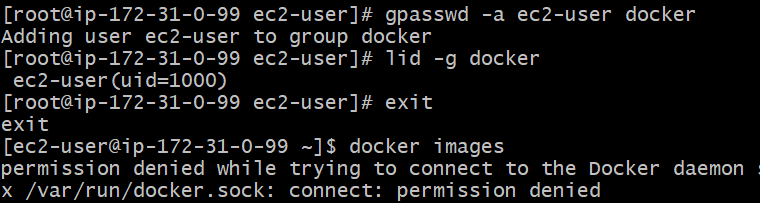 [root@ip-172-31-0-99 ec2-user]# gpasswd -a ec2-user docker
Adding user ec2-user to group docker
[root@ip-172-31-0-99 ec2-user]# lid -g docker
 ec2-user(uid=1000)
[root@ip-172-31-0-99 ec2-user]# exit
exit
[ec2-user@ip-172-31-0-99 ~]$ docker images
permission denied while trying to connect to the Docker daemon s
x /var/run/docker.sock: connect: permission denied